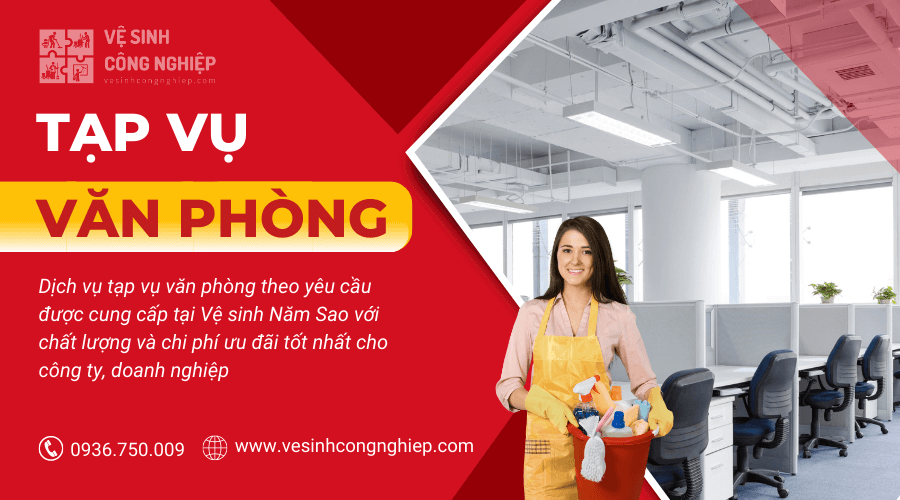 VỆ SINH
CÔNG NGHIỆP
vesinhcongnghiep.com
TẠP VỤ
VĂN PHÒNG
Dịch vụ tạp vụ văn phòng theo yêu cầu
được cung cấp tại Vệ sinh Năm Sao với
chất lượng và chi phí ưu đãi tốt nhất cho
công ty, doanh nghiệp
0936.750.009
www.vesinhcongnghiep.com